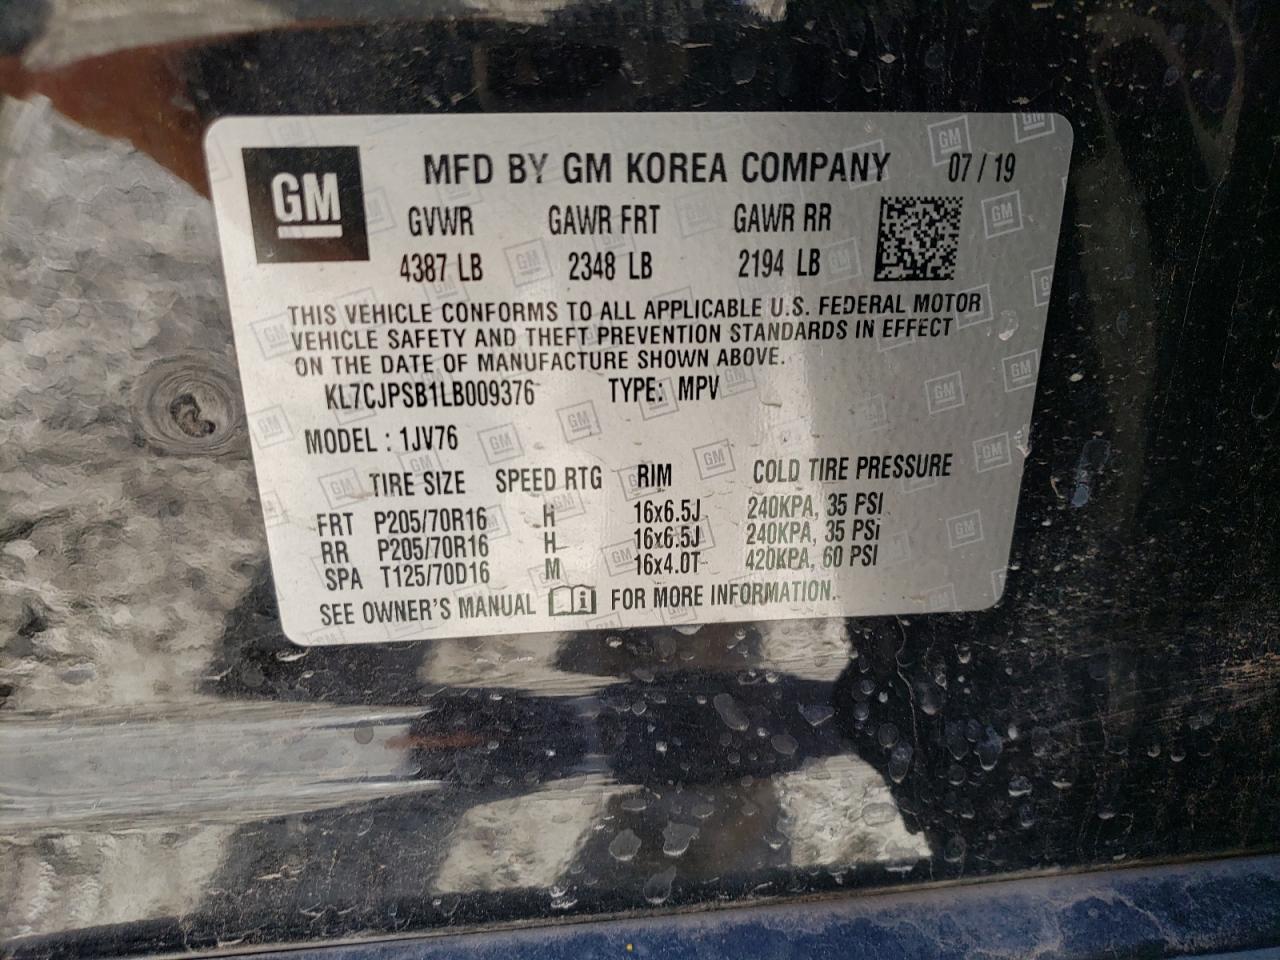 GM MFD BY GM KOREA COMPANY 07/19
GVWR GAWR FRT GAWR RR
4387 LB 2348 LB 2194 LB
THIS VEHICLE CONFORMS TO ALL APPLICABLE U.S. FEDERAL MOTOR
VEHICLE SAFETY AND THEFT PREVENTION STANDARDS IN EFFECT
ON THE DATE OF MANUFACTURE SHOWN ABOVE.
KL7CJPSB1LB009376 TYPE: MPV
MODEL : 1JV76
TIRE SIZE SPEED RTG RIM COLD TIRE PRESSURE
FRT P205/70R16 H 16x6.5J 240KPA, 35 PSI
RR P205/70R16 H 16x6.5J 240KPA, 35 PSi
SPA T125/70D16 M 16x4.0T 420KPA, 60 PSI
SEE OWNER'S MANUAL FOR MORE INFORMATION.